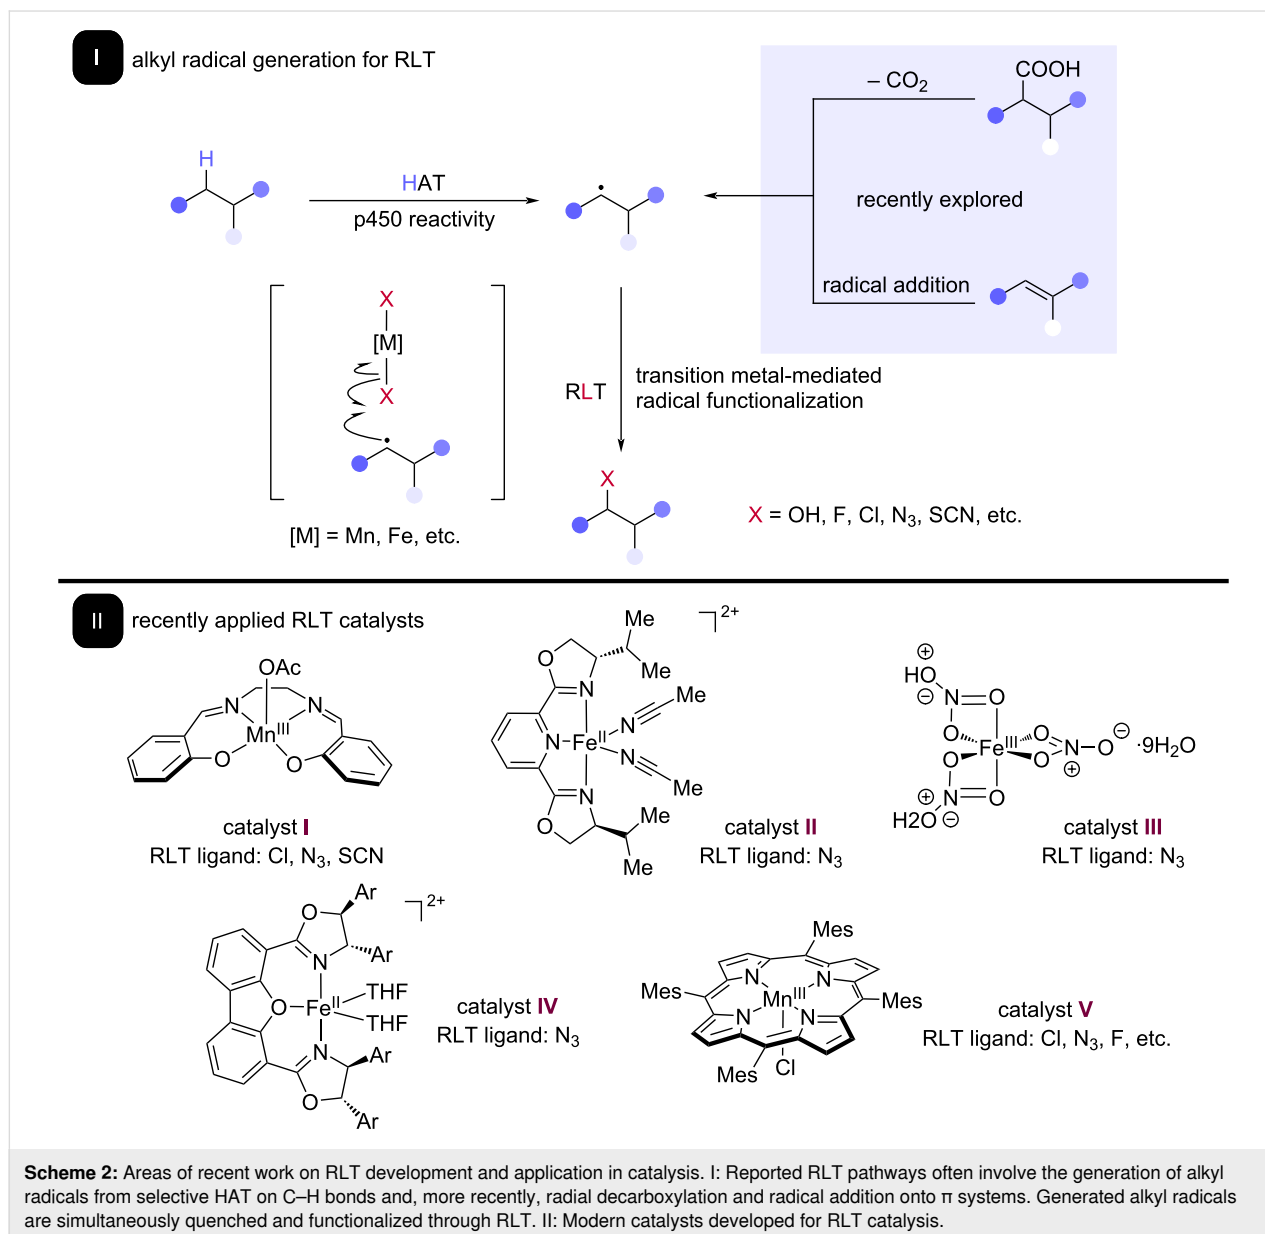 I alkyl radical generation for RLT
COOH
– CO2
H
HAT
p450 reactivity
recently explored
radical addition
X
[M]
X
RLT
transition metal-mediated
radical functionalization
X
[M] = Mn, Fe, etc.
X = OH, F, Cl, N3, SCN, etc.
II recently applied RLT catalysts
OAc
N N
MnIII
O O
catalyst I
RLT ligand: Cl, N3, SCN
2+
Me
O Me
N
N Me
N FeII
N
N Me
O Me
Me
catalyst II
RLT ligand: N3
⊕
HO
⊖ N O
O O
FeIII N O ⊖ ·9H2O
O O ⊕
⊕ N O
H2O ⊖
catalyst III
RLT ligand: N3
2+
Ar
O
Ar
N
THF
O FeII
THF
N Ar
O
Ar
catalyst IV
RLT ligand: N3
Mes
N N
Mes MnIII Mes
N N
Mes Cl
catalyst V
RLT ligand: Cl, N3, F, etc.
Scheme 2: Areas of recent work on RLT development and application in catalysis. I: Reported RLT pathways often involve the generation of alkyl
radicals from selective HAT on C–H bonds and, more recently, radial decarboxylation and radical addition onto π systems. Generated alkyl radicals
are simultaneously quenched and functionalized through RLT. II: Modern catalysts developed for RLT catalysis.